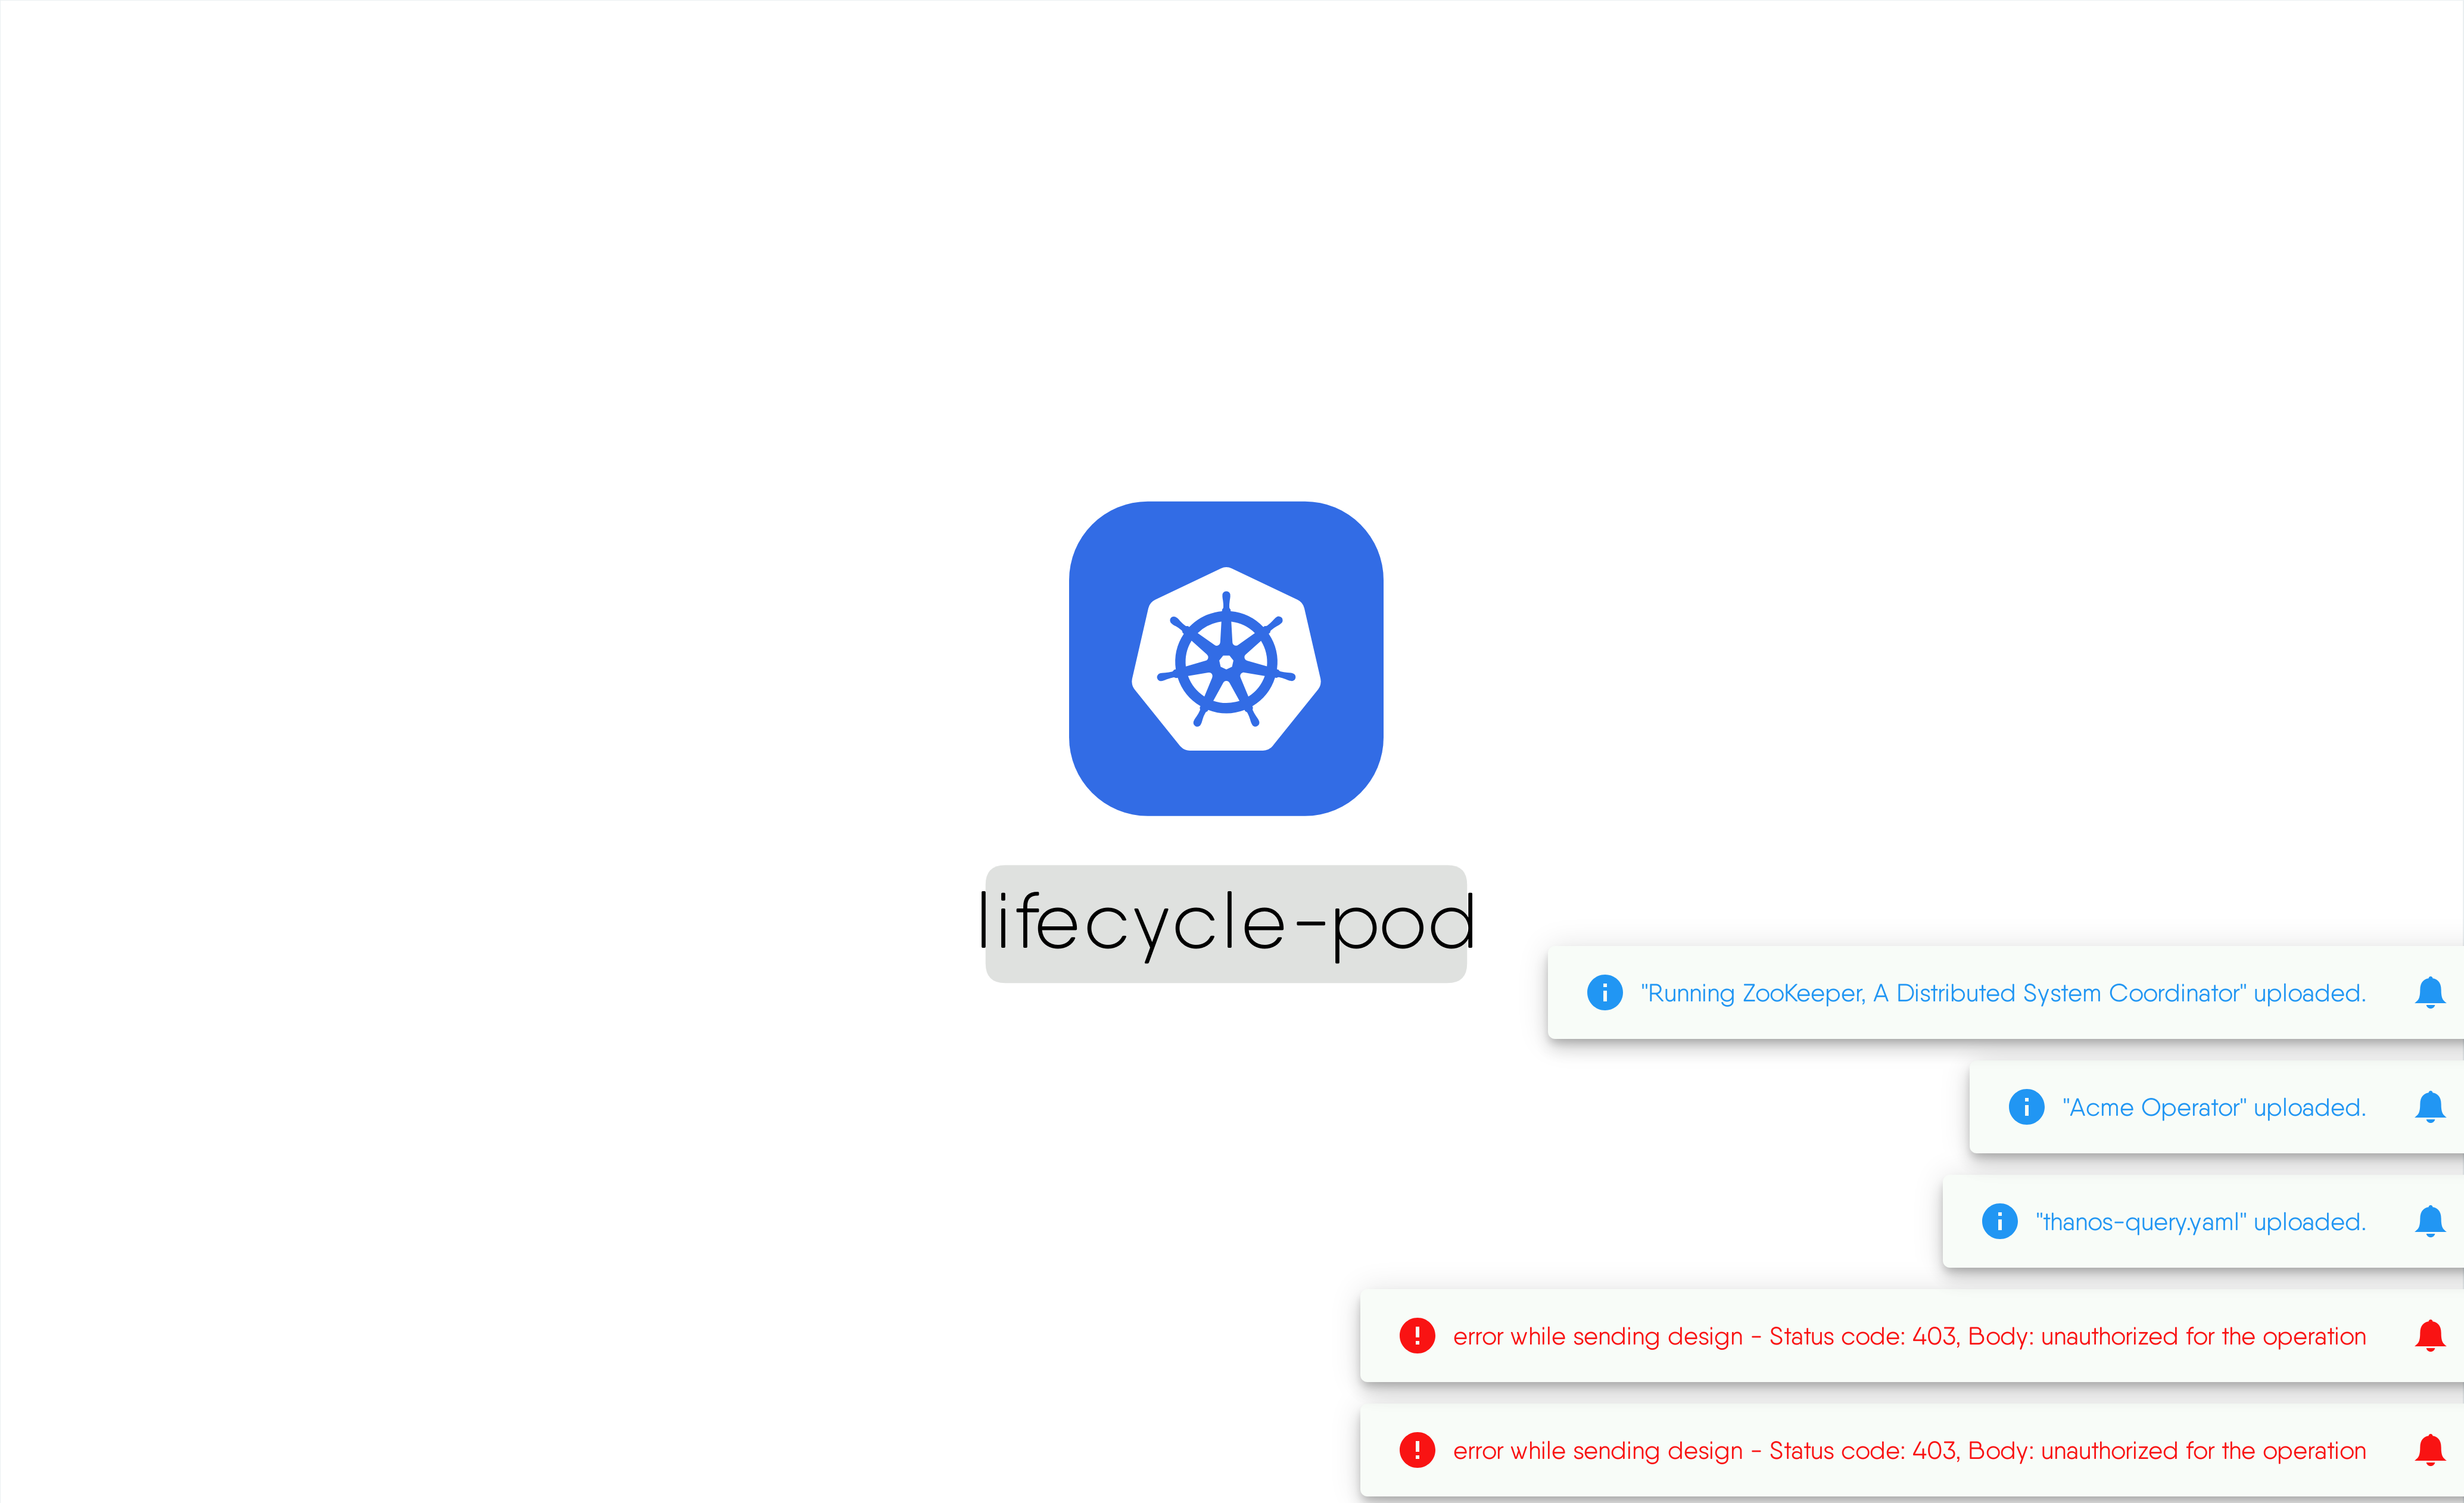 lifecycle-pod
"Running ZooKeeper, A Distributed System Coordinator" uploaded.
"Acme Operator" uploaded.
"thanos-query.yaml" uploaded.
error while sending design - Status code: 403, Body: unauthorized for the operation
error while sending design - Status code: 403, Body: unauthorized for the operation